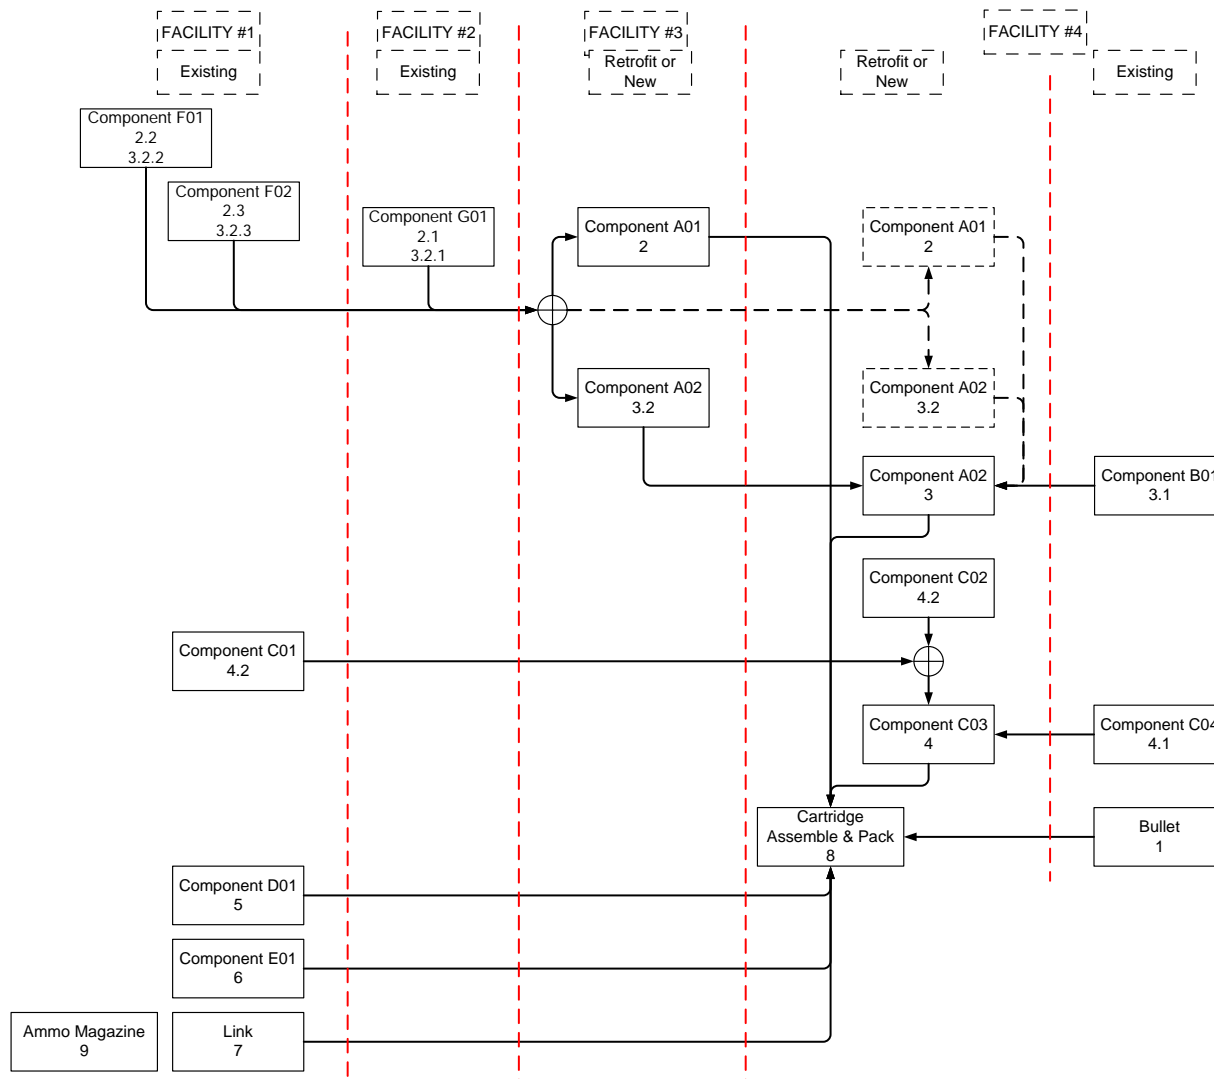 FACILITY #1
FACILITY #2
FACILITY #3
FACILITY #4
Existing
Existing
Retrofit or
New
Retrofit or
New
Existing
Component F01
2.2
3.2.2
Component F02
2.3
3.2.3
Component G01
2.1
3.2.1
Component A01
2
Component A01
2
Component A02
3.2
Component A02
3.2
Component A02
3
Component B01
3.1
Component C02
4.2
Component C01
4.2
Component C03
4
Component C04
4.1
Cartridge
Assemble & Pack
8
Bullet
1
Component D01
5
Component E01
6
Ammo Magazine
9
Link
7